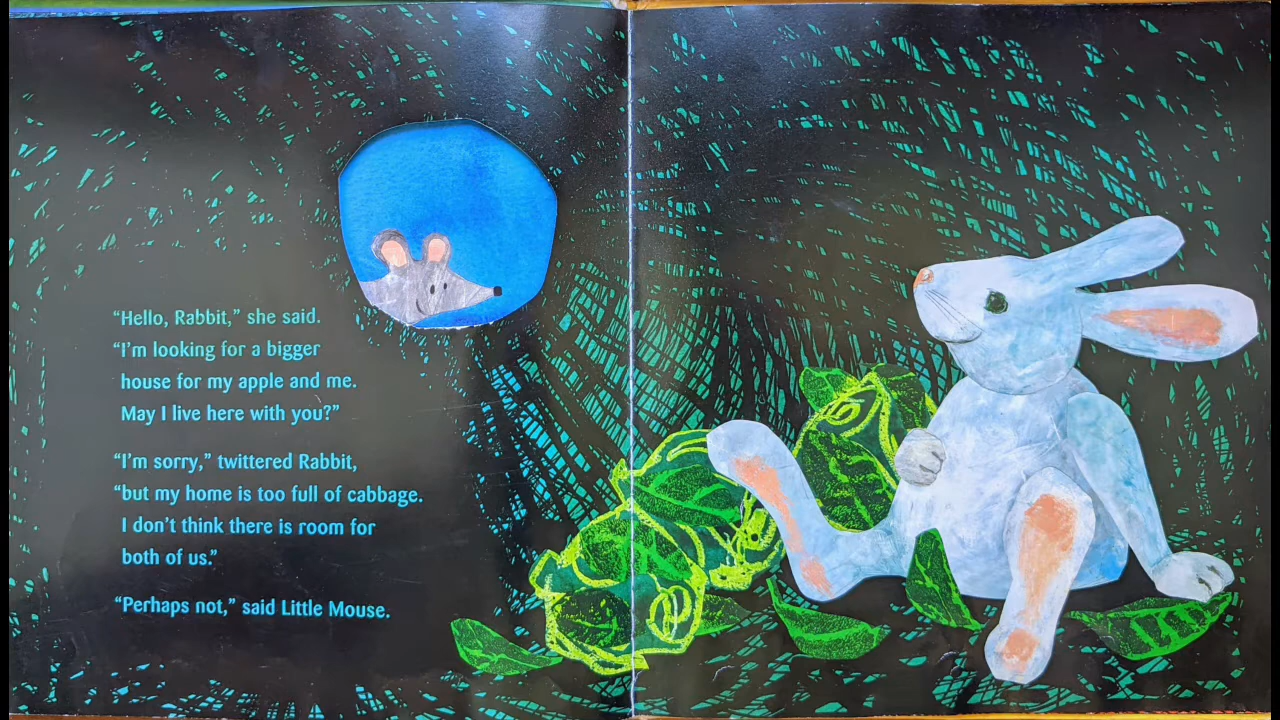 “Hello, Rabbit,” she said.
“I’m looking for a bigger
house for my apple and me.
May I live here with you?”
“I’m sorry,” twittered Rabbit,
“but my home is too full of cabbage.
I don’t think there is room for
both of us.”
“Perhaps not,” said Little Mouse.